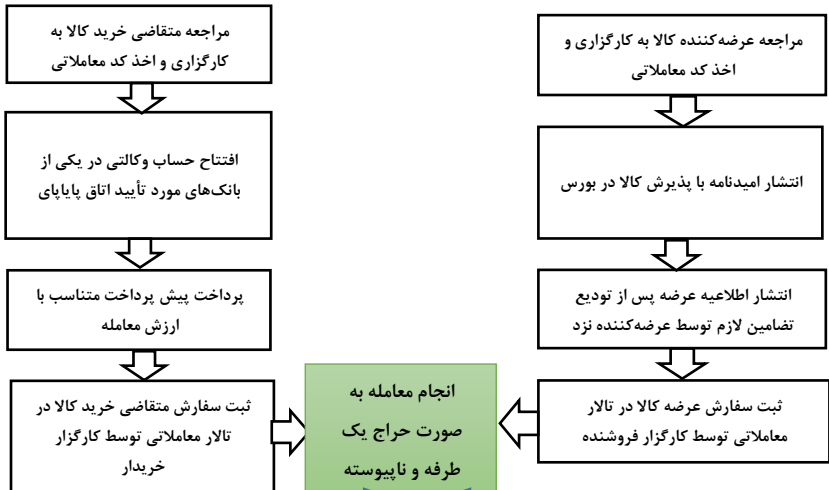 مراجعه عرضه‌کننده کالا به کارگزاری و
اخذ کد معاملاتی
انتشار امیدنامه با پذیرش کالا در بورس
انتشار اطلاعیه عرضه پس از تودیع
تضامین لازم توسط عرضه‌کننده نزد
ثبت سفارش عرضه کالا در تالار
معاملاتی توسط کارگزار فروشنده
مراجعه متقاضی خرید کالا به
کارگزاری و اخذ کد معاملاتی
افتتاح حساب وکالتی در یکی از
بانک‌های مورد تأیید اتاق پایاپای
پرداخت پیش پرداخت متناسب با
ارزش معامله
ثبت سفارش متقاضی خرید کالا در
تالار معاملاتی توسط کارگزار
خریدار
انجام معامله به
صورت حراج یک
طرفه و ناپیوسته